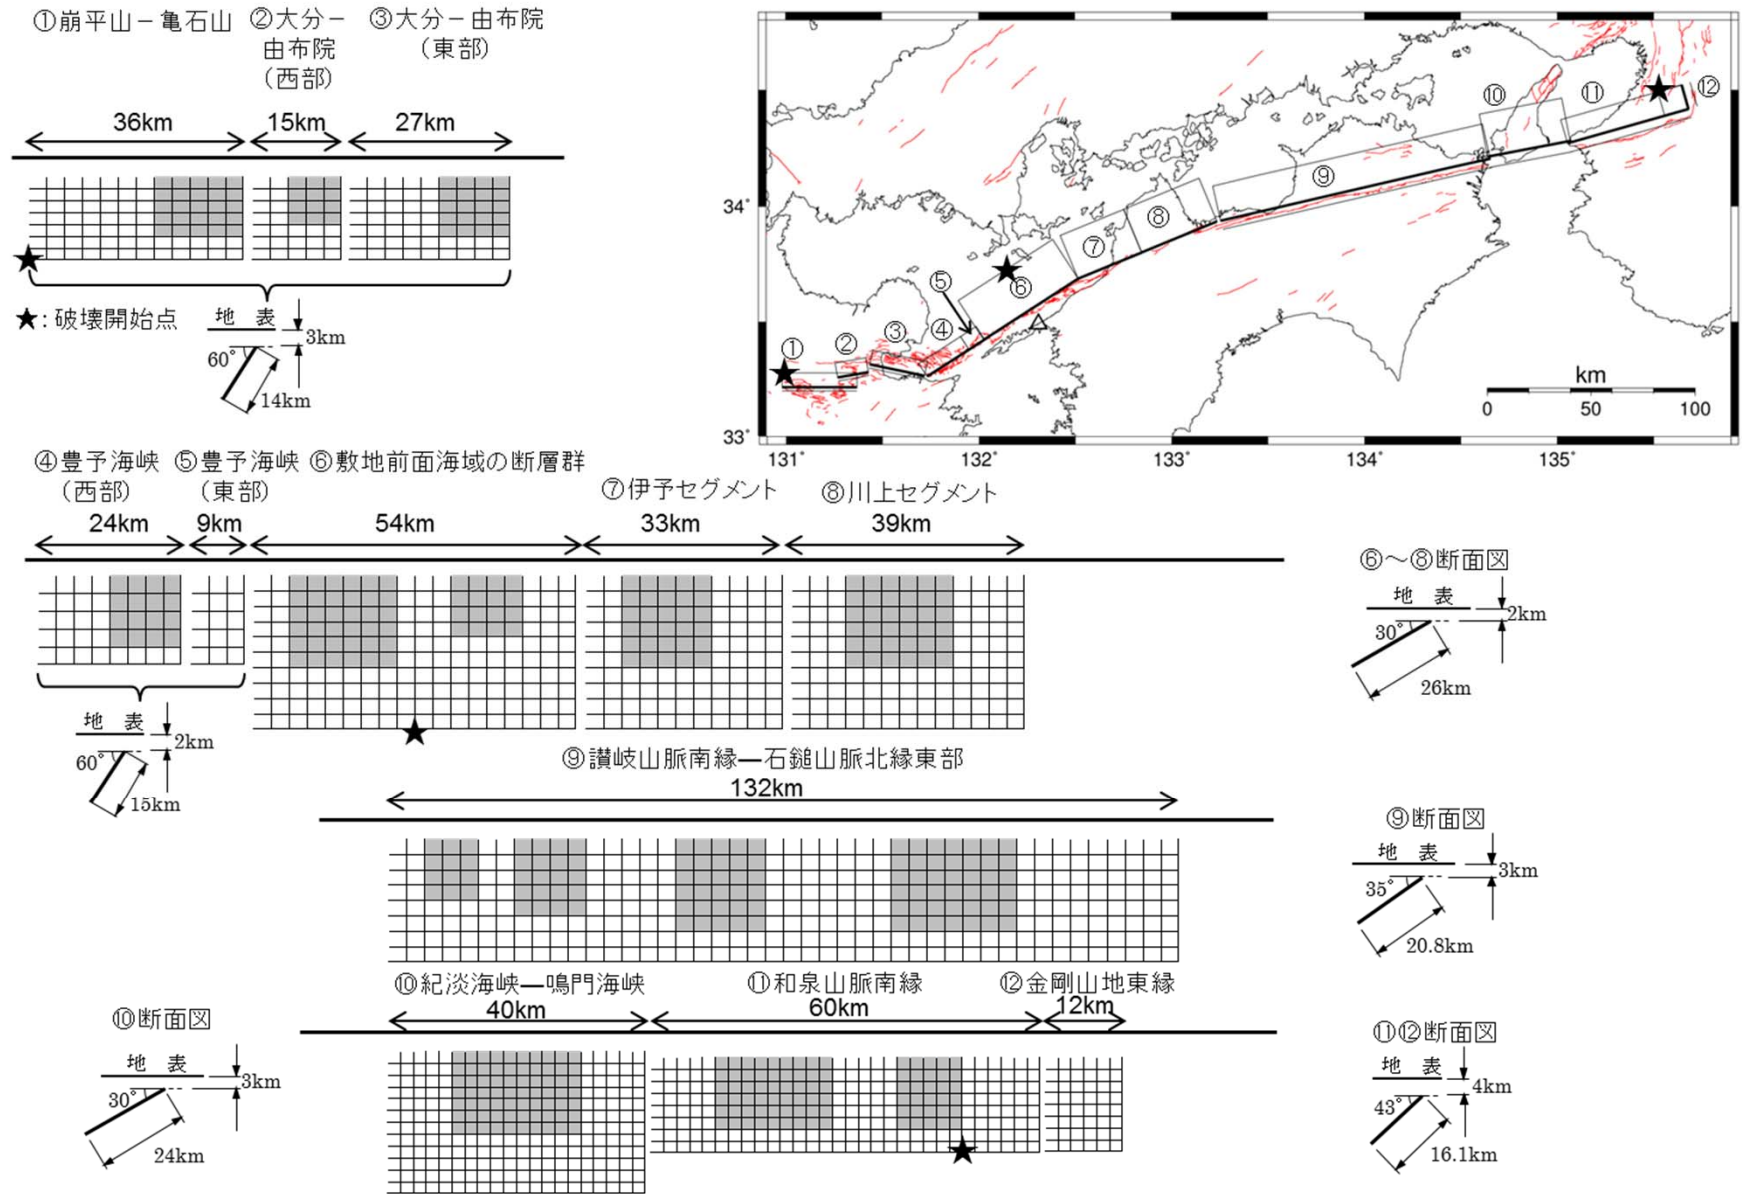 ①崩平山－亀石山 ②大分－由布院(西部) ③大分－由布院(東部)
36km 15km 27km
★:破壊開始点
地 表
3km
60°
14km
⑩
⑪
⑫
⑨
⑧
⑦
⑥
⑤
④
③
②
①
34°
33°
131° 132° 133° 134° 135°
km
0 50 100
④豊予海峡(西部) ⑤豊予海峡(東部) ⑥敷地前面海域の断層群
⑦伊予セグメント ⑧川上セグメント
24km 9km 54km 33km 39km
地 表
2km
60°
15km
⑥～⑧断面図
地 表
2km
30°
26km
⑨讃岐山脈南縁―石鎚山脈北縁東部
132km
⑨断面図
地 表
3km
35°
20.8km
⑩紀淡海峡―鳴門海峡 ⑪和泉山脈南縁 ⑫金剛山地東縁
40km 60km 12km
⑩断面図
地 表
3km
30°
24km
⑪⑫断面図
地 表
4km
43°
16.1km